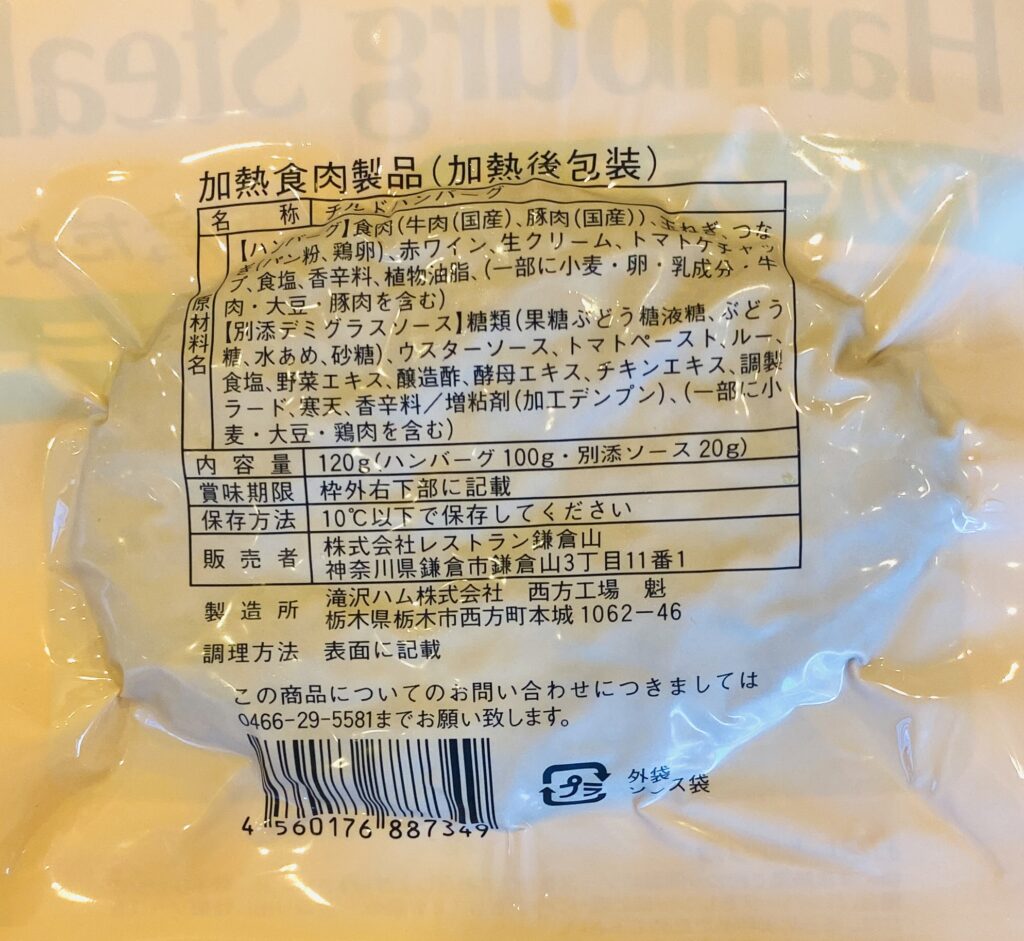 Hamburg Steak
加熱食肉製品(加熱後包装)
名称 チルドハンバーグ
原材料名 【ハンバーグ】食肉(牛肉(国産)、豚肉(国産))、玉ねぎ、つな
ぎ(パン粉、鶏卵)、赤ワイン、生クリーム、トマトケチャッ
プ、食塩、香辛料、植物油脂、(一部に小麦・卵・乳成分・牛
肉・大豆・豚肉を含む)
【別添デミグラスソース】糖類(果糖ぶどう糖液糖、ぶどう
糖、水あめ、砂糖)、ウスターソース、トマトペースト、ルー、
食塩、野菜エキス、醸造酢、酵母エキス、チキンエキス、調製
ラード、寒天、香辛料／増粘剤(加工デンプン)、(一部に小
麦・大豆・鶏肉を含む)
内容量 120g(ハンバーグ100g・別添ソース20g)
賞味期限 枠外右下部に記載
保存方法 10℃以下で保存してください
販売者 株式会社レストラン鎌倉山
神奈川県鎌倉市鎌倉山3丁目11番1
製造所 滝沢ハム株式会社 西方工場 魁
栃木県栃木市西方町本城1062－46
調理方法 表面に記載
この商品についてのお問い合わせにつきましては
0466-29-5581までお願い致します。
4 560176 887349
プラ 外袋
ソース袋